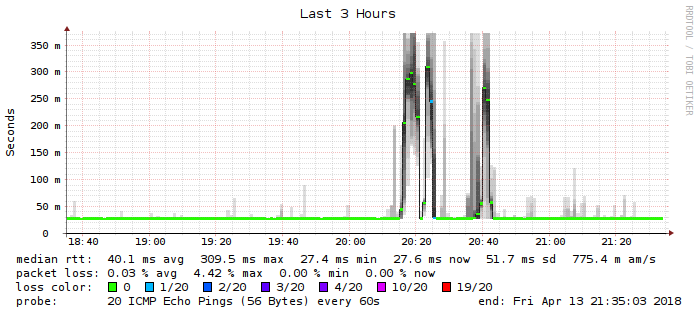 Last 3 Hours
RRDTOOL / TOBI OETIKER
Seconds
350 m
300 m
250 m
200 m
150 m
100 m
50 m
0
18:40 19:00 19:20 19:40 20:00 20:20 20:40 21:00 21:20
median rtt: 40.1 ms avg 309.5 ms max 27.4 ms min 27.6 ms now 51.7 ms sd 775.4 m am/s
packet loss: 0.03 % avg 4.42 % max 0.00 % min 0.00 % now
loss color: 0 1/20 2/20 3/20 4/20 10/20 19/20
probe: 20 ICMP Echo Pings (56 Bytes) every 60s end: Fri Apr 13 21:35:03 2018